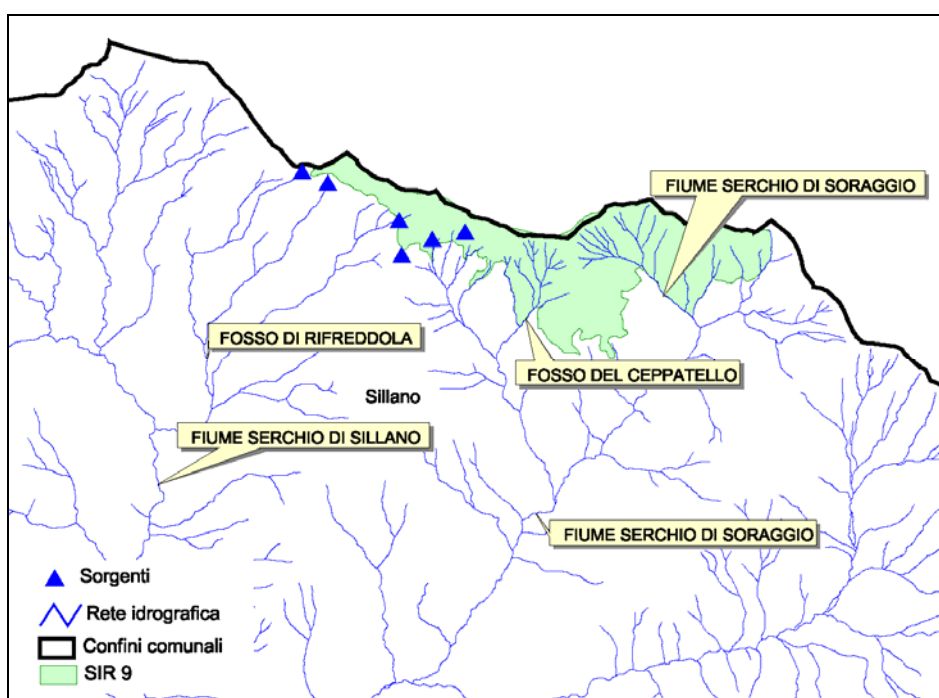 FIUME SERCHIO DI SORAGGIO
FOSSO DI RIFREDDOLA
FOSSO DEL CEPPATELLO
Sillano
FIUME SERCHIO DI SILLANO
FIUME SERCHIO DI SORAGGIO
Sorgenti
Rete idrografica
Confini comunali
SIR 9